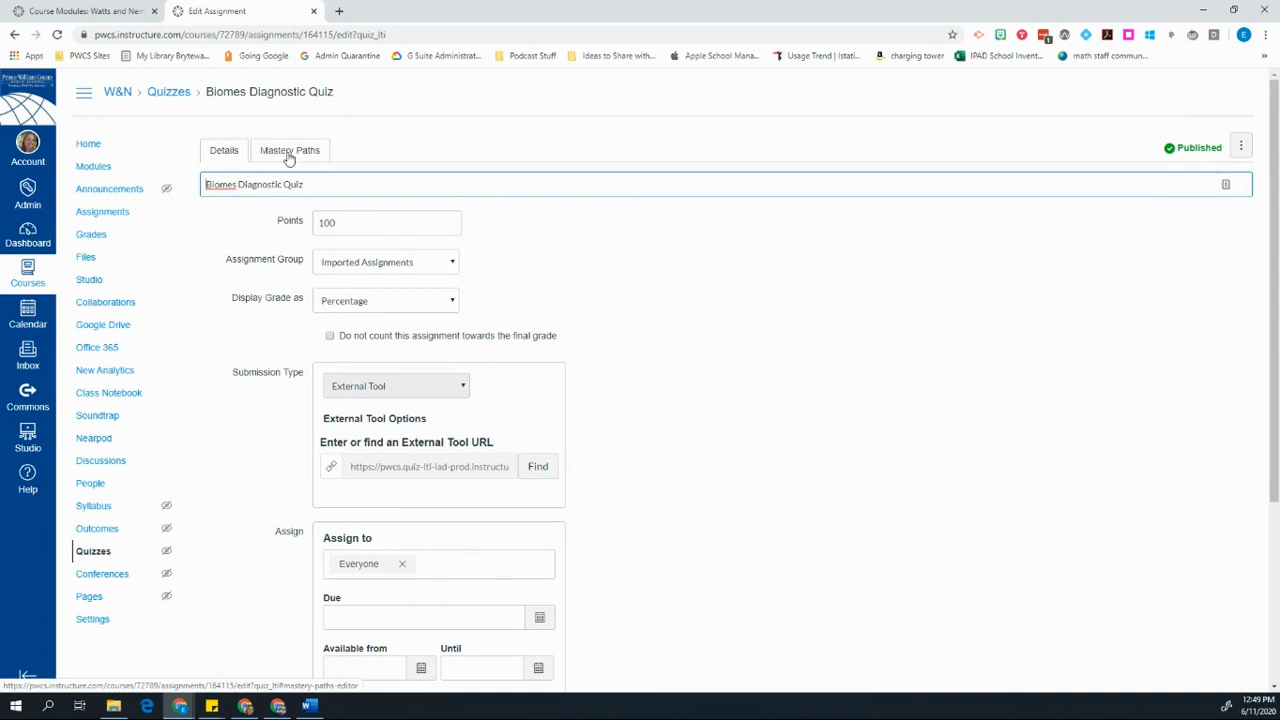 Course Modules: Watts and Ner
Edit Assignment
pwcs.instructure.com/courses/72789/assignments/164115/edit?quiz_lti
Apps
PWCS Sites
My Library Brytewa...
Going Google
Admin Quarantine
G Suite Administrat...
Podcast Stuff
Ideas to Share with...
Apple School Mana...
Usage Trend | Istati...
charging tower
IPAD School Invent...
math staff commun...
Prince William County
W&N > Quizzes > Biomes Diagnostic Quiz
Account
Admin
Dashboard
Courses
Calendar
Inbox
Commons
Studio
Help
Home
Modules
Announcements
Assignments
Grades
Files
Studio
Collaborations
Google Drive
Office 365
New Analytics
Class Notebook
Soundtrap
Nearpod
Discussions
People
Syllabus
Outcomes
Quizzes
Conferences
Pages
Settings
Details
Mastery Paths
Published
Biomes Diagnostic Quiz
Points 100
Assignment Group Imported Assignments
Display Grade as Percentage
Do not count this assignment towards the final grade
Submission Type External Tool
External Tool Options
Enter or find an External Tool URL
https://pwcs.quiz-lti-iad-prod.instructu Find
Assign
Assign to
Everyone
Due
Available from
Until
https://pwcs.instructure.com/courses/72789/assignments/164115/edit?quiz_lti#mastery-paths-editor
12:49 PM
6/11/2020